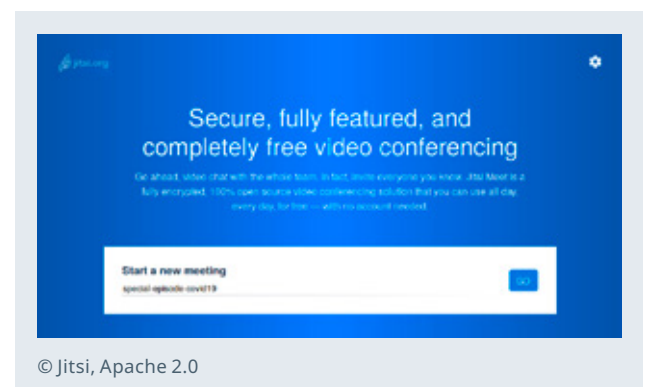 jitsi.org
Secure, fully featured, and
completely free video conferencing
Go ahead, video chat with the whole team. In fact, invite everyone you know. Jitsi Meet is a
fully encrypted, 100% open source video conferencing solution that you can use all day,
every day, for free — with no account needed.
Start a new meeting
special episode covid19
GO
© Jitsi, Apache 2.0